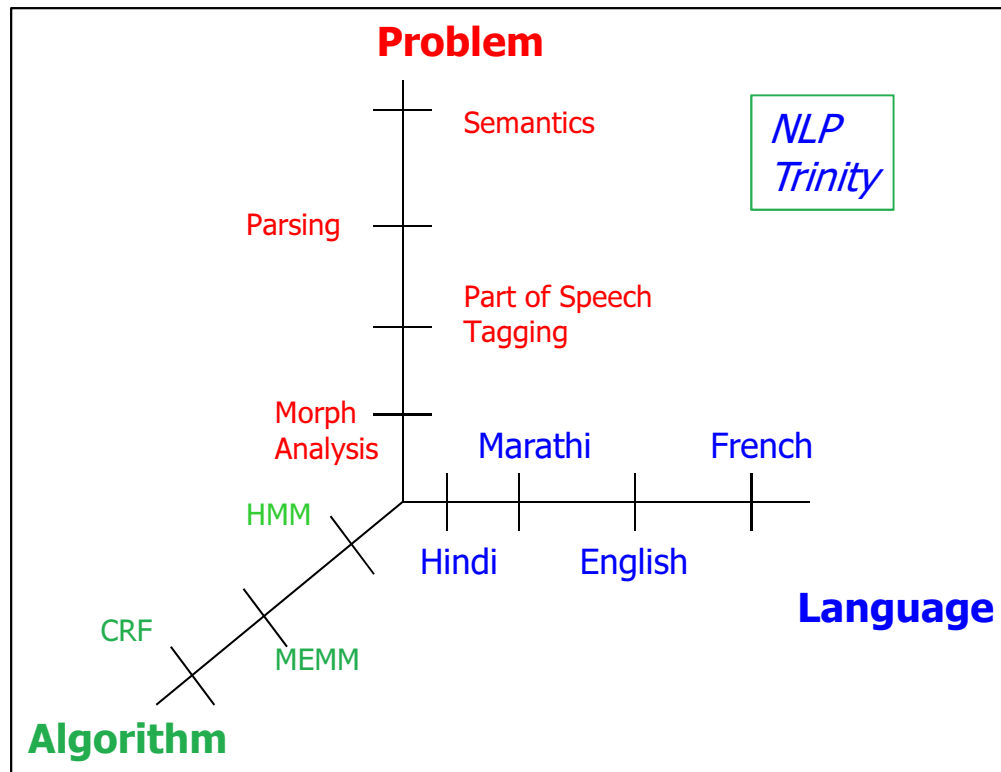 Problem
Semantics
NLP
Trinity
Parsing
Part of Speech
Tagging
Morph
Analysis
Marathi
French
HMM
Hindi
English
Language
CRF
MEMM
Algorithm